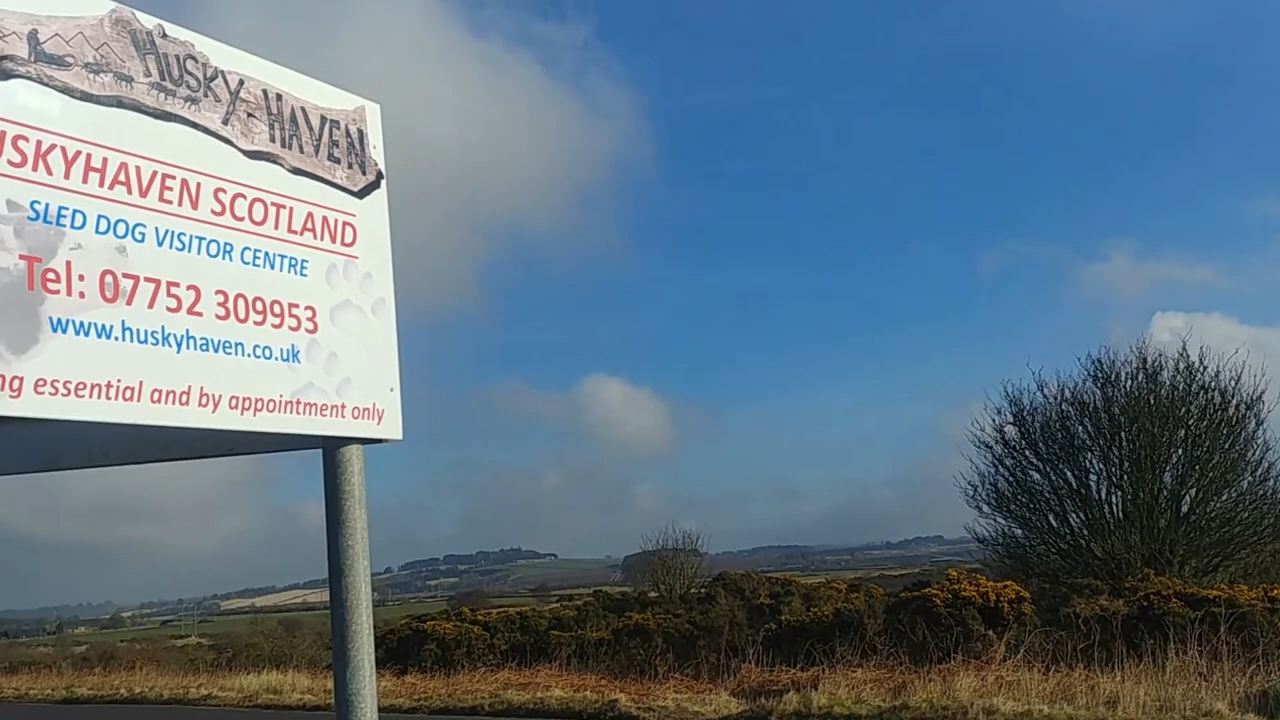 HUSKY-HAVEN
USKYHAVEN SCOTLAND
SLED DOG VISITOR CENTRE
Tel: 07752 309953
www.huskyhaven.co.uk
ng essential and by appointment only